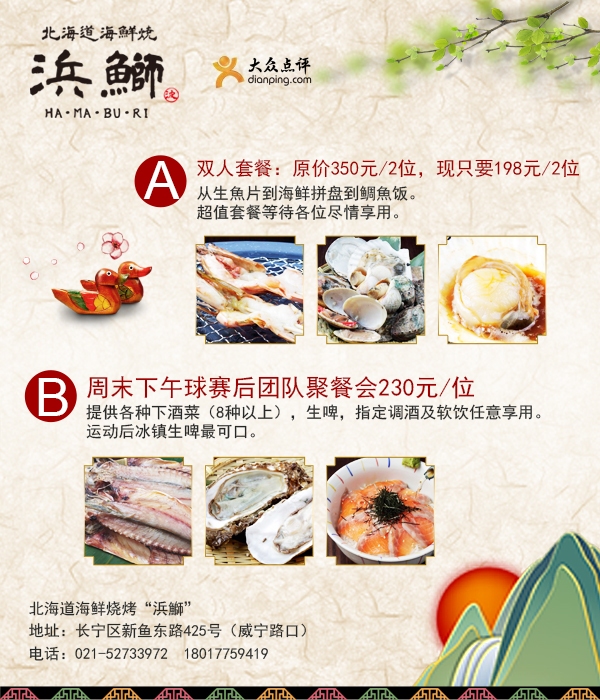 北海道海鮮焼
浜鰤
HA·MA·BU·RI
大众点评
dianping.com
A
双人套餐：原价350元/2位，现只要198元/2位
从生魚片到海鲜拼盘到鲷魚饭。
超值套餐等待各位尽情享用。
B
周末下午球赛后团队聚餐会230元/位
提供各种下酒菜（8种以上），生啤，指定调酒及软饮任意享用。
运动后冰镇生啤最可口。
北海道海鲜烧烤“浜鰤”
地址：长宁区新鱼东路425号（威宁路口）
电话：021-52733972 18017759419